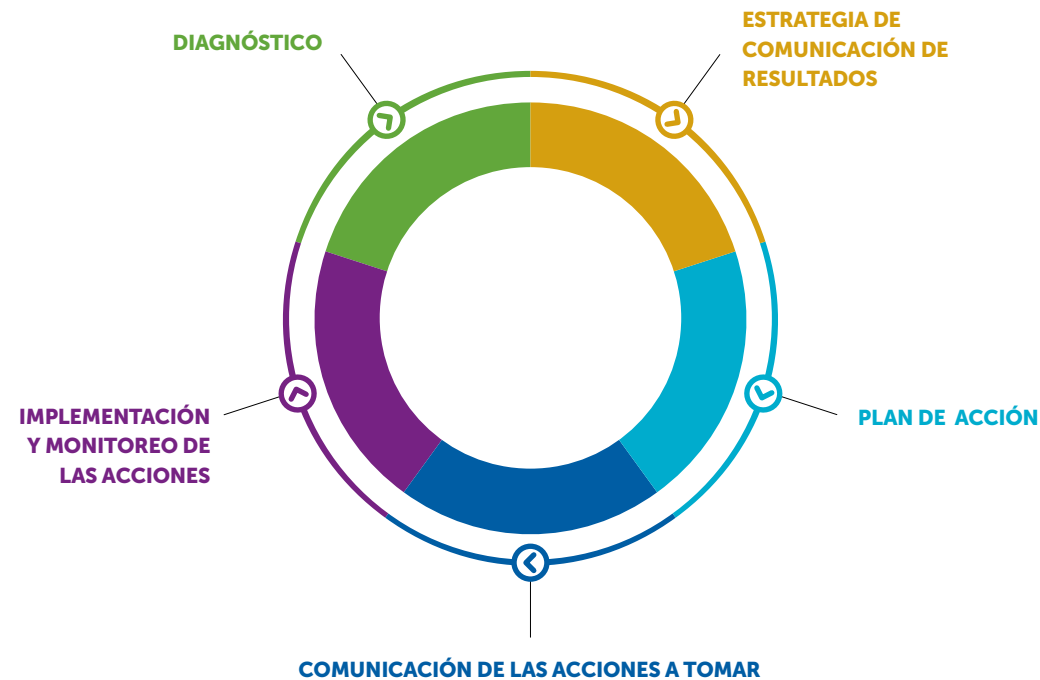 DIAGNÓSTICO
ESTRATEGIA DE
COMUNICACIÓN DE
RESULTADOS
PLAN DE ACCIÓN
COMUNICACIÓN DE LAS ACCIONES A TOMAR
IMPLEMENTACIÓN
Y MONITOREO DE
LAS ACCIONES